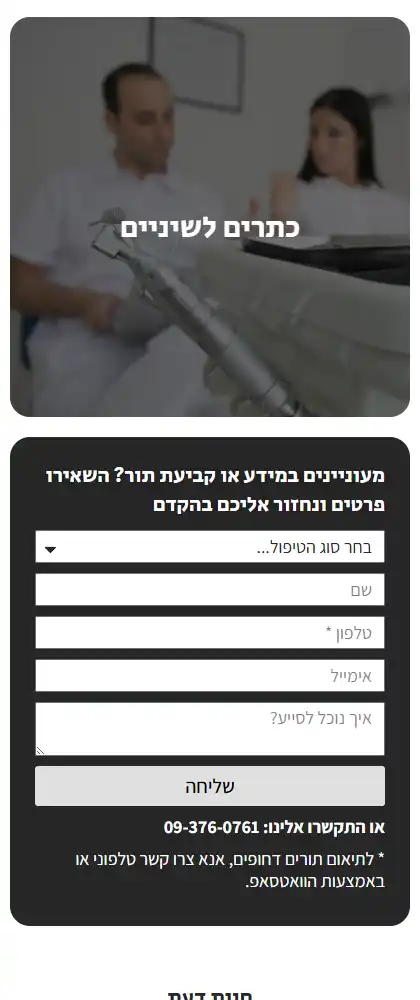 כתרים לשיניים
מעוניינים במידע או קביעת תור? השאירו
פרטים ונחזור אליכם בהקדם
בחר סוג הטיפול...
שם
טלפון *
אימייל
איך נוכל לסייע?
שליחה
או התקשרו אלינו: 09-376-0761
* לתיאום תורים דחופים, אנא צרו קשר טלפוני או
באמצעות הוואטסאפ.
חוות דעת